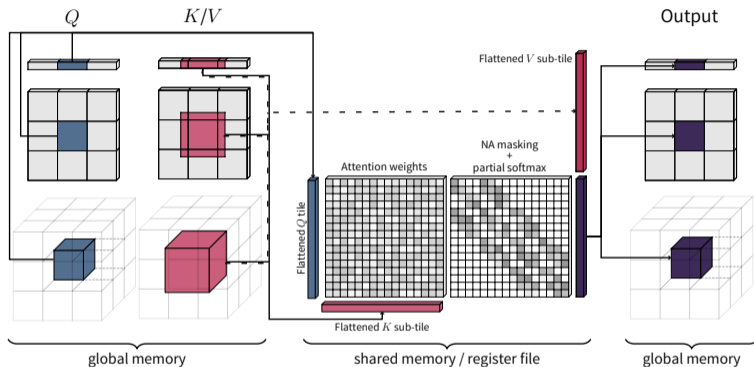 Q
K/V
Output
Flattened V sub-tile
NA masking
+
partial softmax
Attention weights
Flattened Q tile
Flattened K sub-tile
global memory
shared memory / register file
global memory